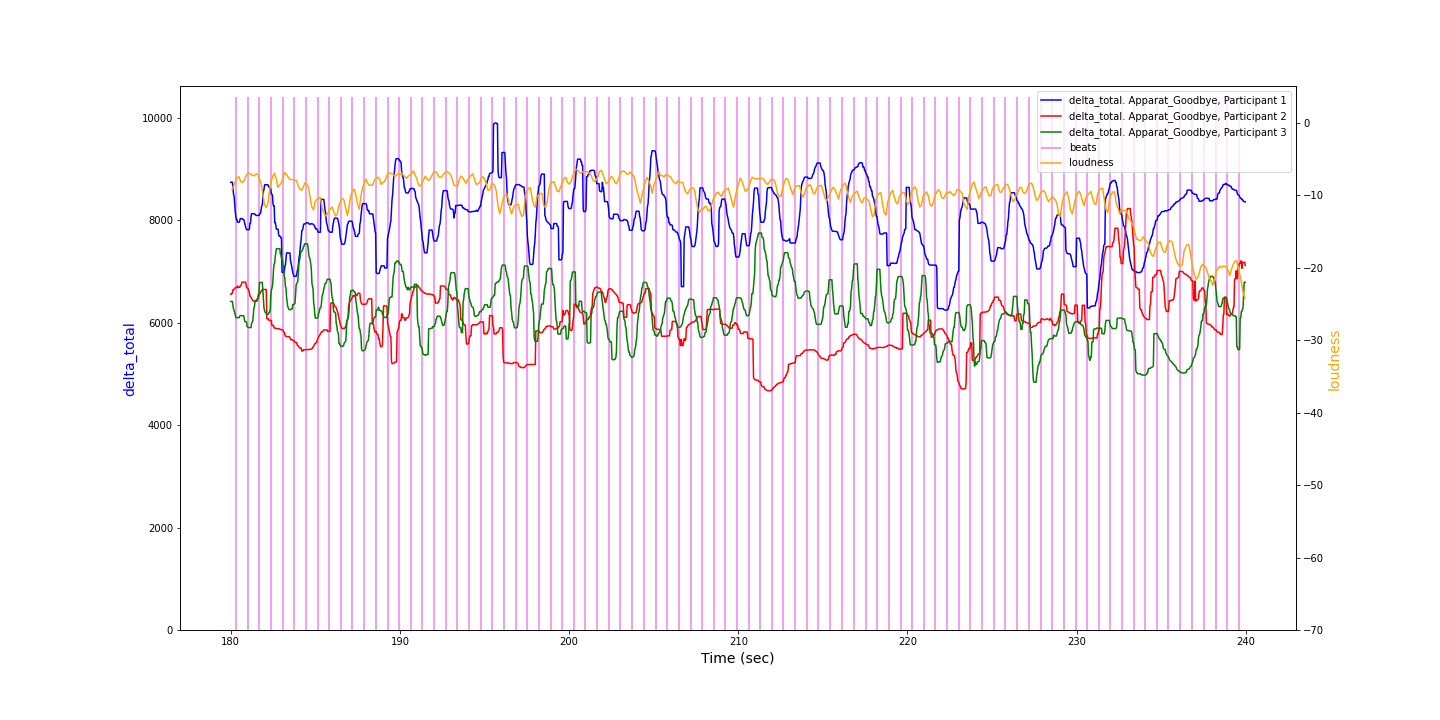 delta_total. Apparat_Goodbye, Participant 1
delta_total. Apparat_Goodbye, Participant 2
delta_total. Apparat_Goodbye, Participant 3
beats
loudness
10000
8000
6000
4000
2000
0
delta_total
0
−10
−20
−30
−40
−50
−60
−70
loudness
180 190 200 210 220 230 240
Time (sec)